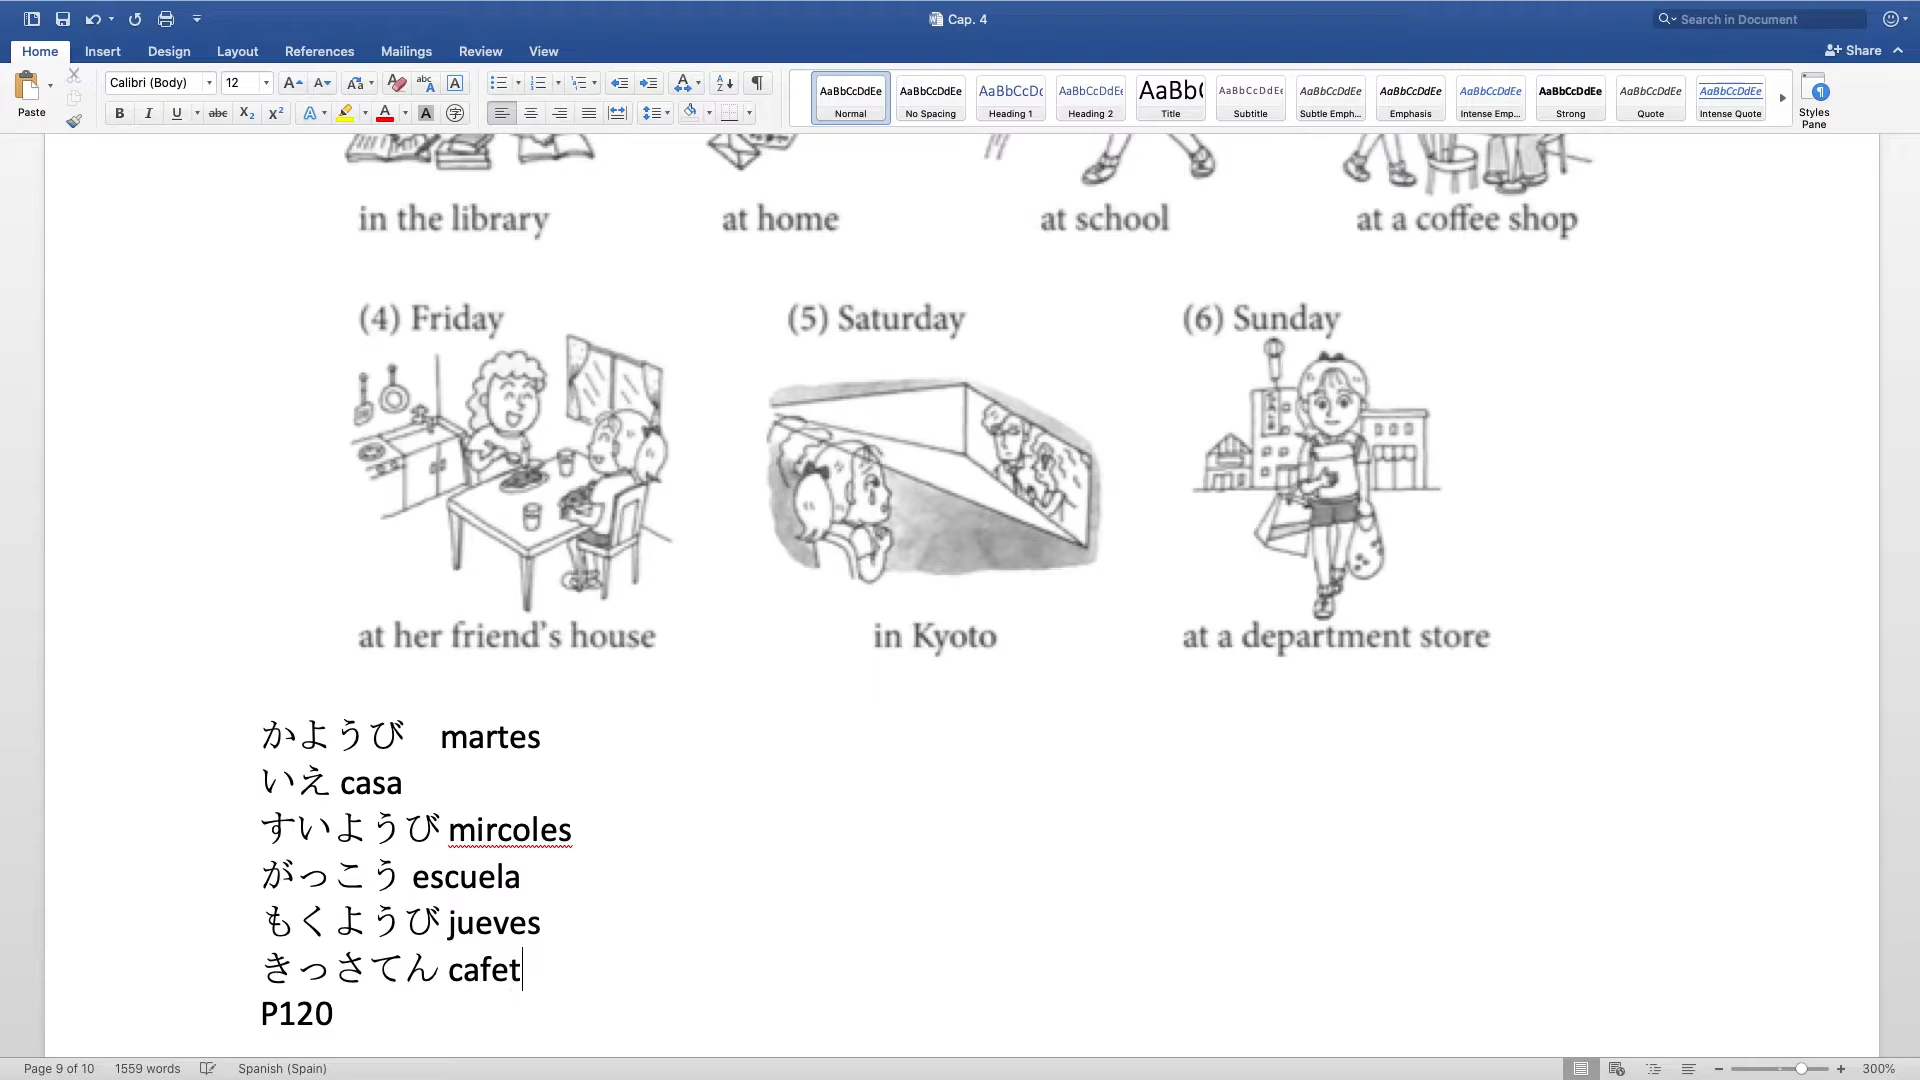 Cap. 4
Search in Document
Home Insert Design Layout References Mailings Review View
Share
Paste
Calibri (Body) 12
AaBbCcDdEe AaBbCcDdEe AaBbCcDc AaBbCcDdEe AaBb( AaBbCcDdEe AaBbCcDdEe AaBbCcDdEe AaBbCcDdEe AaBbCcDdEe AaBbCcDdEe AaBbCcDdEe
Normal No Spacing Heading 1 Heading 2 Title Subtitle Subtle Emph... Emphasis Intense Emp... Strong Quote Intense Quote
Styles
Pane
in the library at home at school at a coffee shop
(4) Friday (5) Saturday (6) Sunday
at her friend's house in Kyoto at a department store
かようび martes
いえ casa
すいようび mircoles
がっこう escuela
もくようび jueves
きっさてん cafet
P120
Page 9 of 10 1559 words Spanish (Spain) 300%